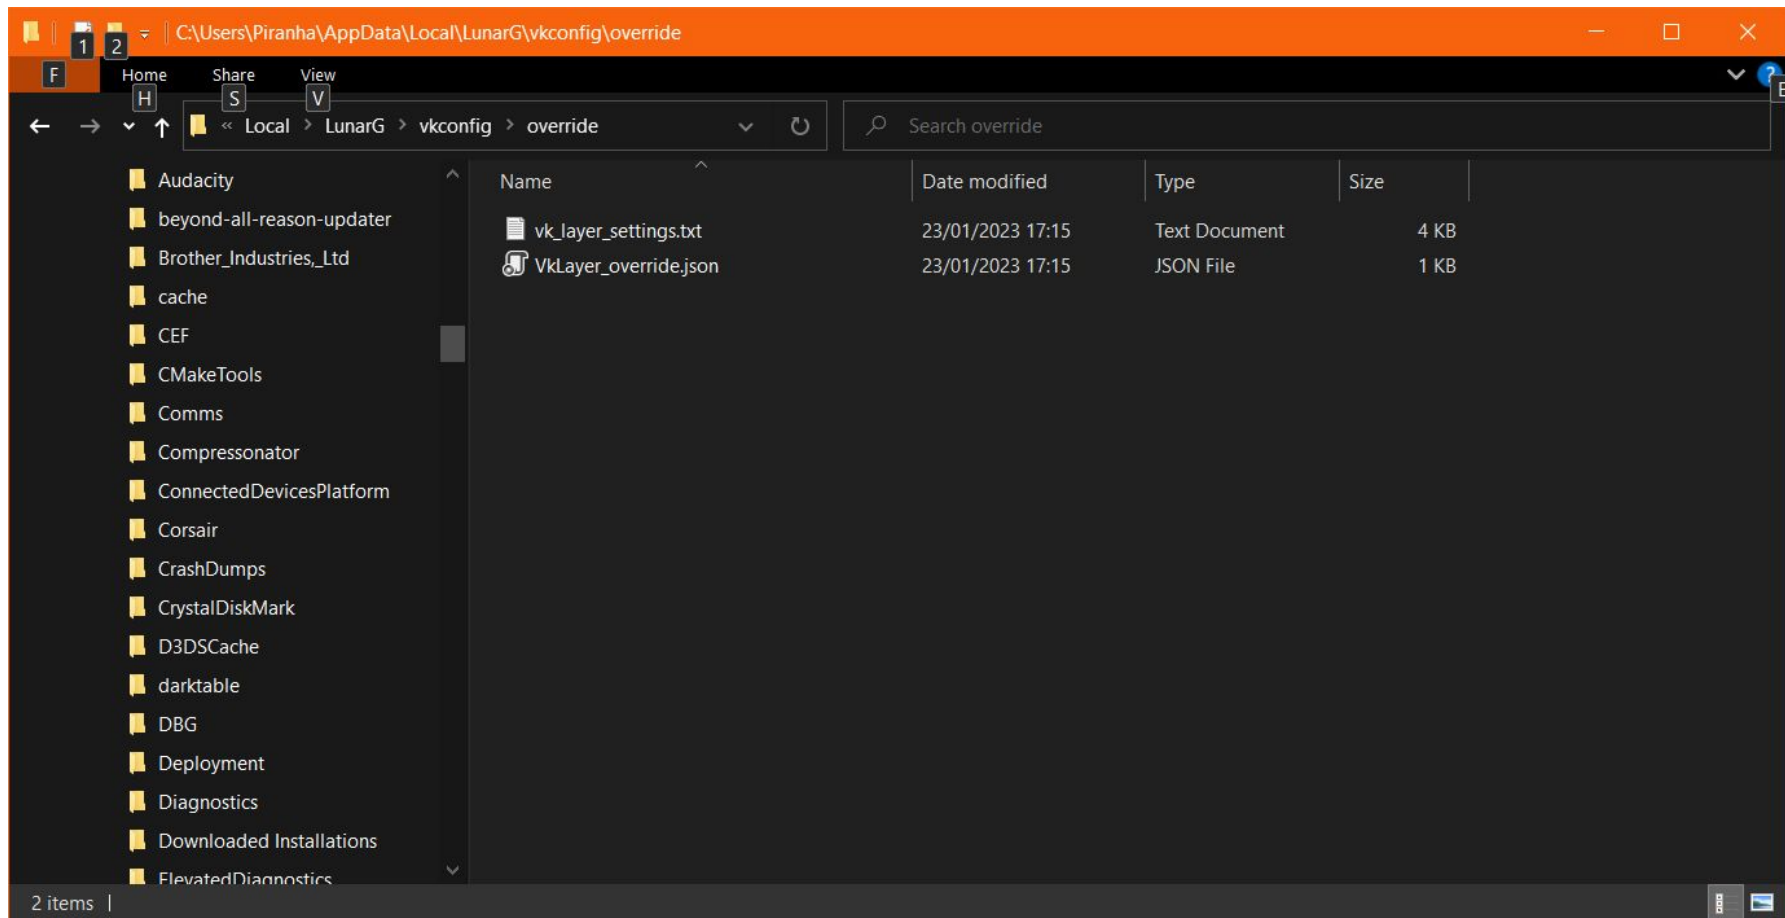 C:\Users\Piranha\AppData\Local\LunarG\vkconfig\override
1 2
F Home Share View ?
H S V E
« Local > LunarG > vkconfig > override Search override
Audacity
beyond-all-reason-updater
Brother_Industries,_Ltd
cache
CEF
CMakeTools
Comms
Compressonator
ConnectedDevicesPlatform
Corsair
CrashDumps
CrystalDiskMark
D3DSCache
darktable
DBG
Deployment
Diagnostics
Downloaded Installations
ElevatedDiagnostics
Name Date modified Type Size
vk_layer_settings.txt 23/01/2023 17:15 Text Document 4 KB
VkLayer_override.json 23/01/2023 17:15 JSON File 1 KB
2 items